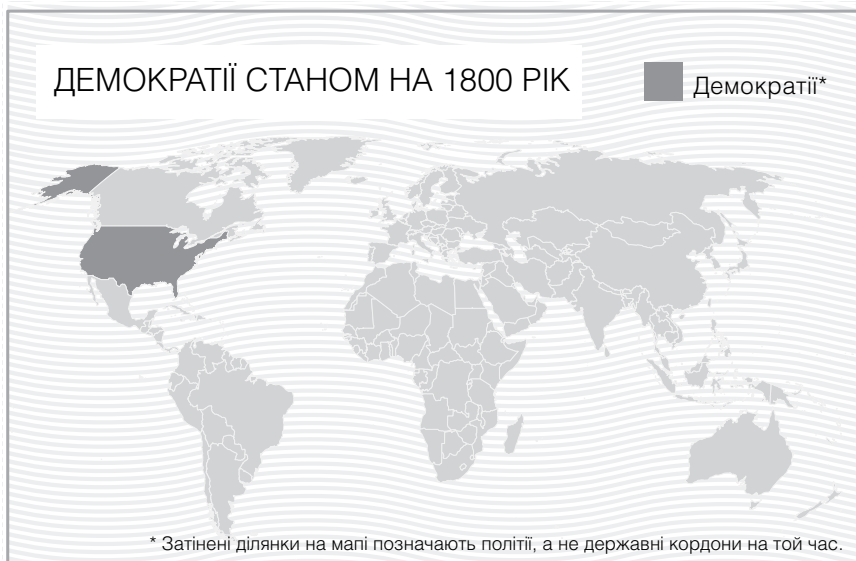 ДЕМОКРАТІЇ СТАНОМ НА 1800 РІК
Демократії*
* Затінені ділянки на мапі позначають політії, а не державні кордони на той час.